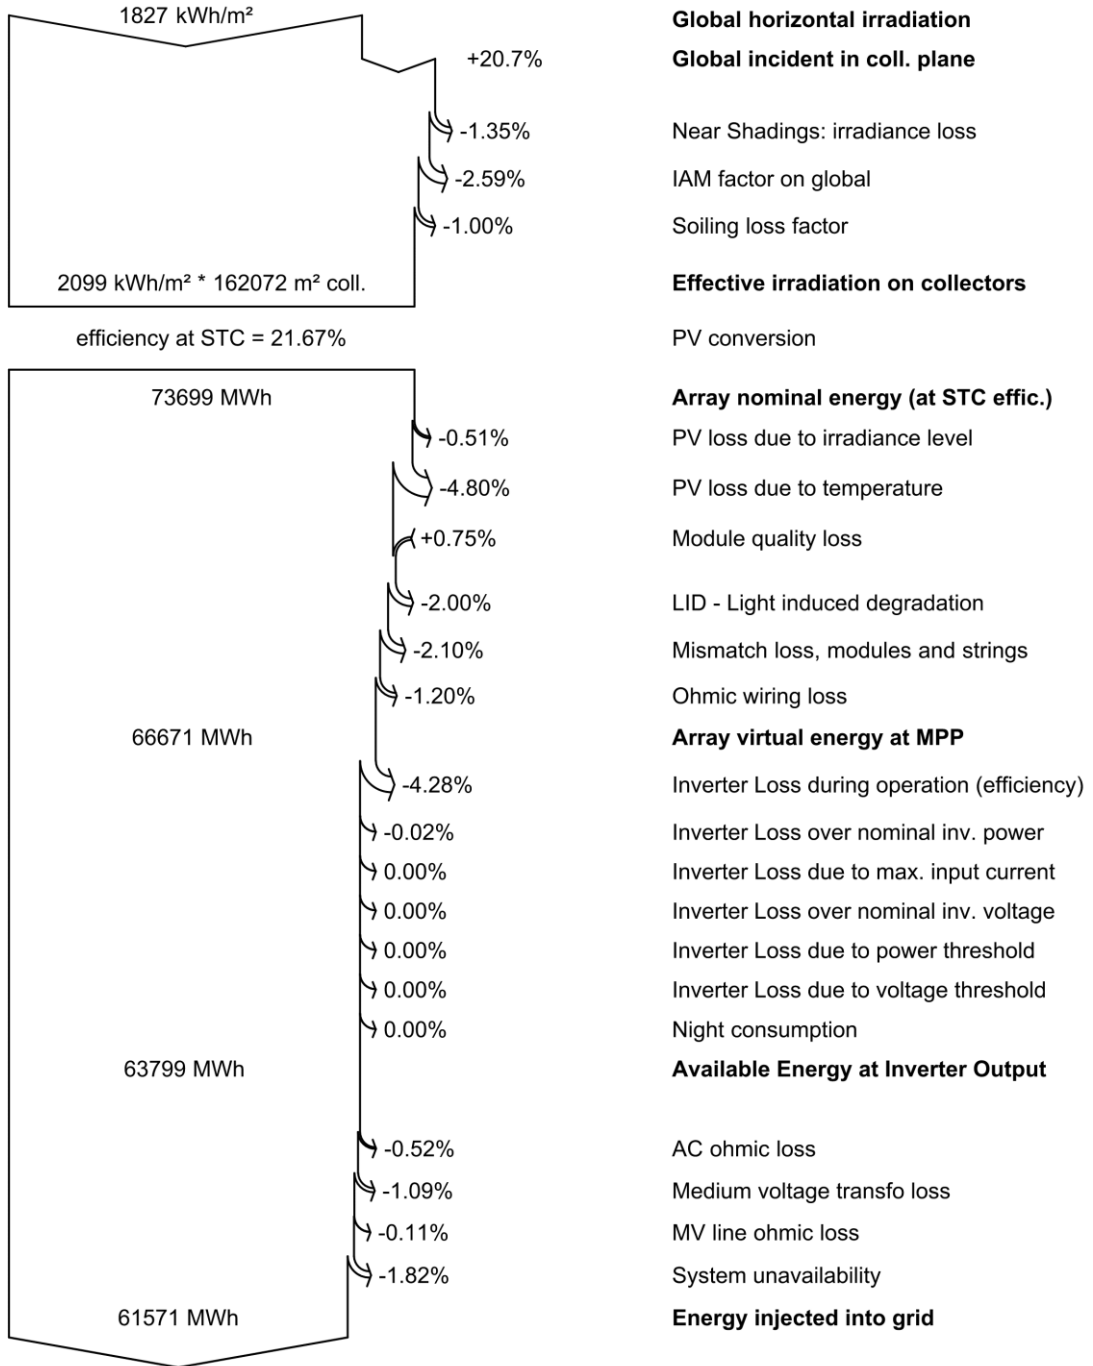 1827 kWh/m² Global horizontal irradiation
+20.7% Global incident in coll. plane
-1.35% Near Shadings: irradiance loss
-2.59% IAM factor on global
-1.00% Soiling loss factor
2099 kWh/m² * 162072 m² coll. Effective irradiation on collectors
efficiency at STC = 21.67% PV conversion
73699 MWh Array nominal energy (at STC effic.)
-0.51% PV loss due to irradiance level
-4.80% PV loss due to temperature
+0.75% Module quality loss
-2.00% LID - Light induced degradation
-2.10% Mismatch loss, modules and strings
-1.20% Ohmic wiring loss
66671 MWh Array virtual energy at MPP
-4.28% Inverter Loss during operation (efficiency)
-0.02% Inverter Loss over nominal inv. power
0.00% Inverter Loss due to max. input current
0.00% Inverter Loss over nominal inv. voltage
0.00% Inverter Loss due to power threshold
0.00% Inverter Loss due to voltage threshold
0.00% Night consumption
63799 MWh Available Energy at Inverter Output
-0.52% AC ohmic loss
-1.09% Medium voltage transfo loss
-0.11% MV line ohmic loss
-1.82% System unavailability
61571 MWh Energy injected into grid